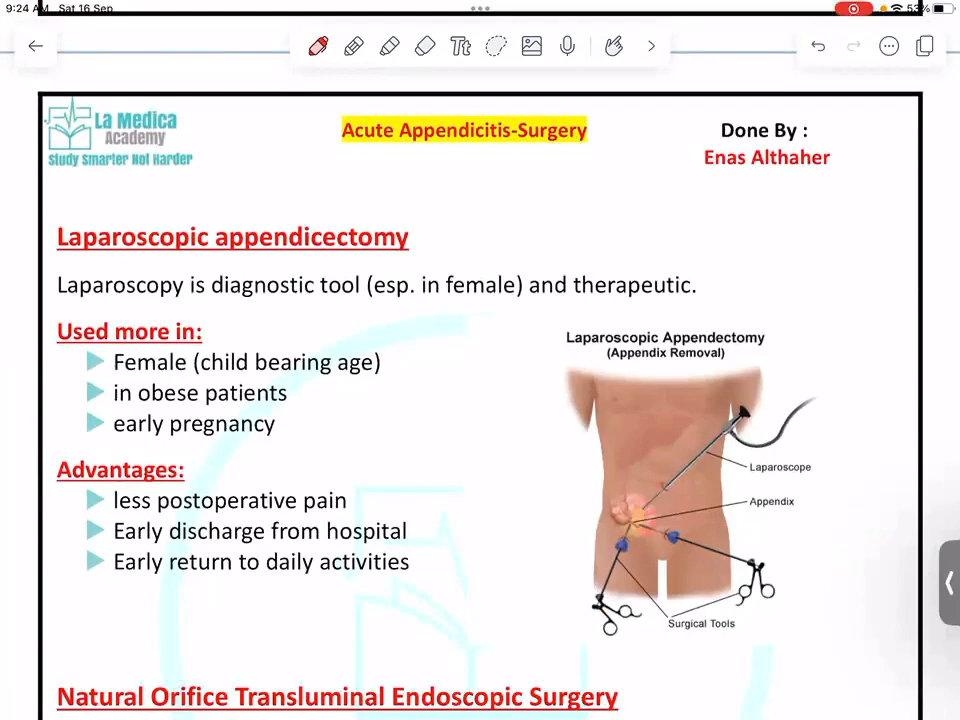 9:24 AM Sat 16 Sep 53%
Tt
La Medica
Academy
Study Smarter Not Harder
Acute Appendicitis-Surgery
Done By :
Enas Althaher
Laparoscopic appendicectomy
Laparoscopy is diagnostic tool (esp. in female) and therapeutic.
Used more in:
Female (child bearing age)
in obese patients
early pregnancy
Advantages:
less postoperative pain
Early discharge from hospital
Early return to daily activities
Laparoscopic Appendectomy
(Appendix Removal)
Laparoscope
Appendix
Surgical Tools
Natural Orifice Transluminal Endoscopic Surgery